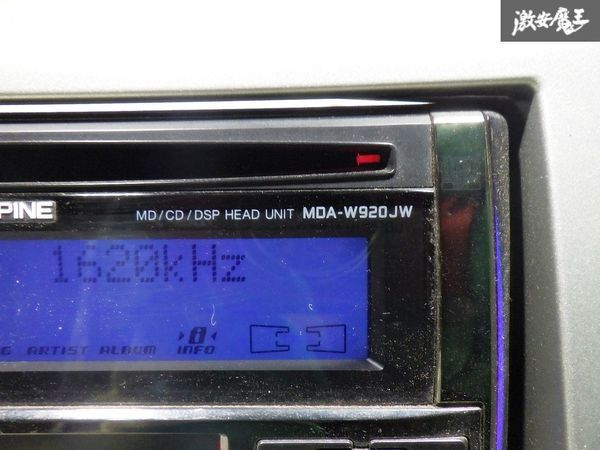 激安魔王
PINE
MD/CD/DSP HEAD UNIT MDA-W920JW
1620kHz
G ARTIST ALBUM INFO